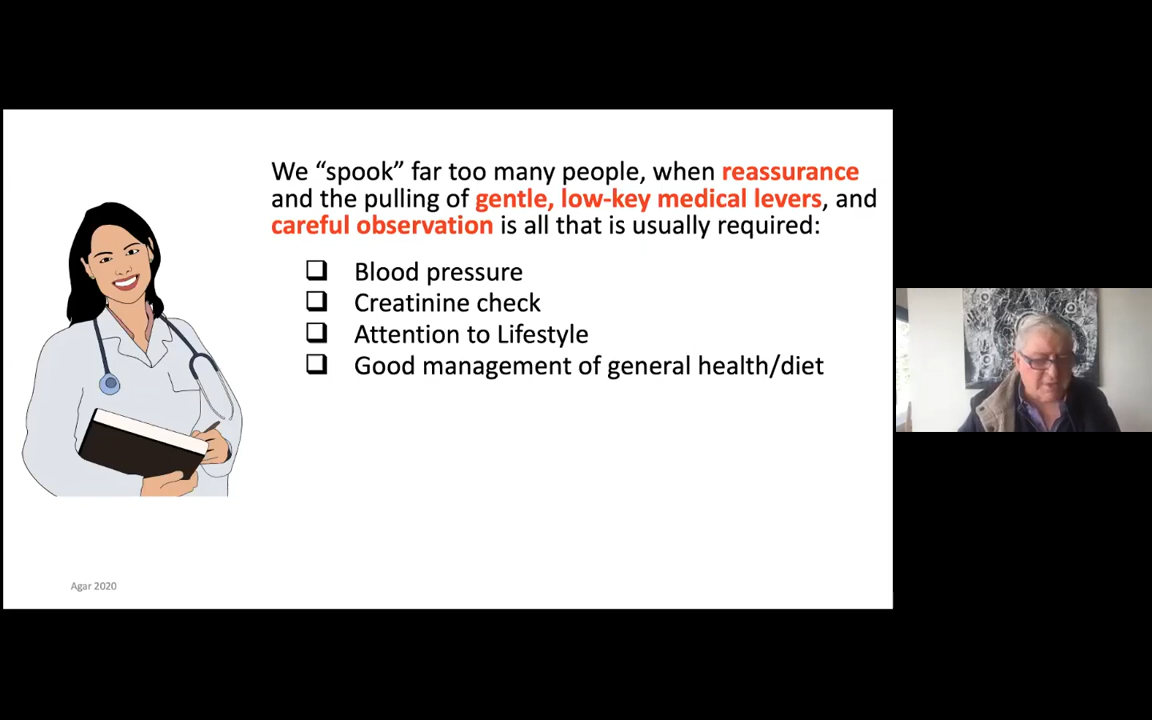 We “spook” far too many people, when reassurance
and the pulling of gentle, low-key medical levers, and
careful observation is all that is usually required:
Blood pressure
Creatinine check
Attention to Lifestyle
Good management of general health/diet
Agar 2020